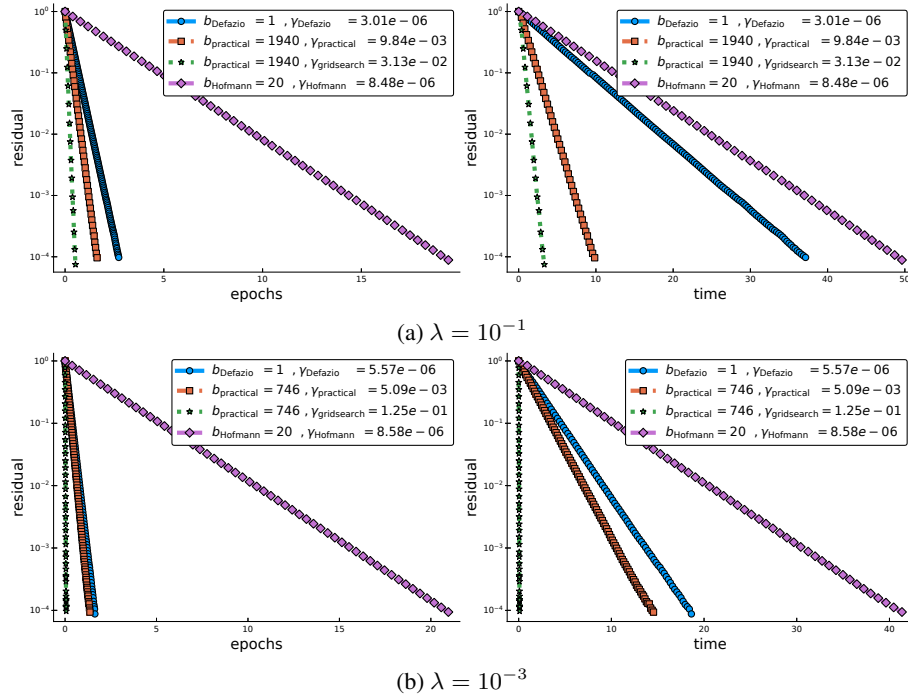 b_Defazio = 1 , γ_Defazio = 3.01e − 06
b_practical = 1940 , γ_practical = 9.84e − 03
b_practical = 1940 , γ_gridsearch = 3.13e − 02
b_Hofmann = 20 , γ_Hofmann = 8.48e − 06
10^0
10^-1
10^-2
10^-3
10^-4
residual
0 5 10 15
epochs
b_Defazio = 1 , γ_Defazio = 3.01e − 06
b_practical = 1940 , γ_practical = 9.84e − 03
b_practical = 1940 , γ_gridsearch = 3.13e − 02
b_Hofmann = 20 , γ_Hofmann = 8.48e − 06
10^0
10^-1
10^-2
10^-3
10^-4
residual
0 10 20 30 40 50
time
(a) λ = 10^-1
b_Defazio = 1 , γ_Defazio = 5.57e − 06
b_practical = 746 , γ_practical = 5.09e − 03
b_practical = 746 , γ_gridsearch = 1.25e − 01
b_Hofmann = 20 , γ_Hofmann = 8.58e − 06
10^0
10^-1
10^-2
10^-3
10^-4
residual
0 5 10 15 20
epochs
b_Defazio = 1 , γ_Defazio = 5.57e − 06
b_practical = 746 , γ_practical = 5.09e − 03
b_practical = 746 , γ_gridsearch = 1.25e − 01
b_Hofmann = 20 , γ_Hofmann = 8.58e − 06
10^0
10^-1
10^-2
10^-3
10^-4
residual
0 10 20 30 40
time
(b) λ = 10^-3